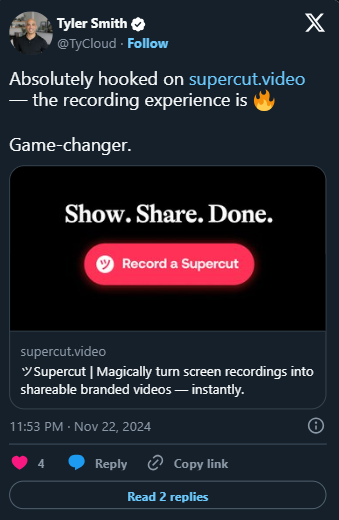 Tyler Smith
@TyCloud · Follow
Absolutely hooked on supercut.video
— the recording experience is 🔥
Game-changer.
Show. Share. Done.
ツ Record a Supercut
supercut.video
ツSupercut | Magically turn screen recordings into
shareable branded videos — instantly.
11:53 PM · Nov 22, 2024
4 Reply Copy link
Read 2 replies